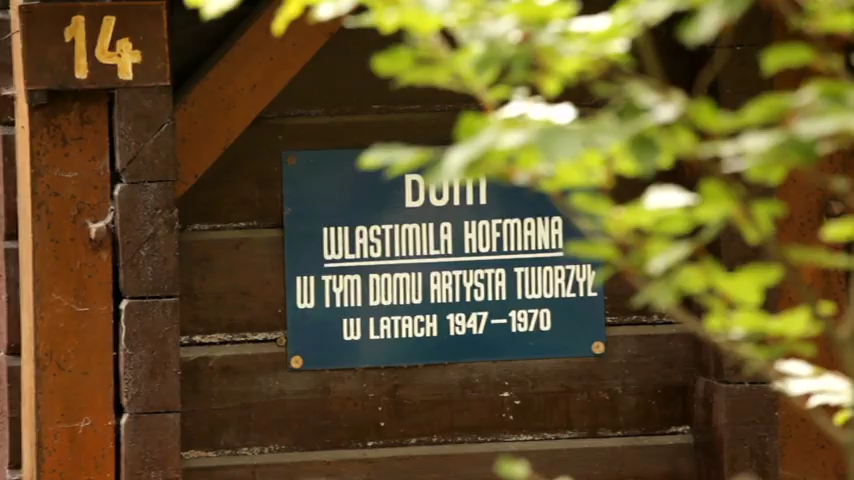 14
DOM
WLASTIMILA HOFMANA
W TYM DOMU ARTYSTA TWORZYŁ
W LATACH 1947-1970